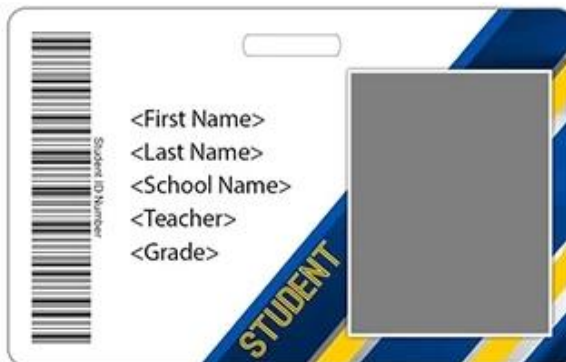 Student ID Number
<First Name>
<Last Name>
<School Name>
<Teacher>
<Grade>
STUDENT